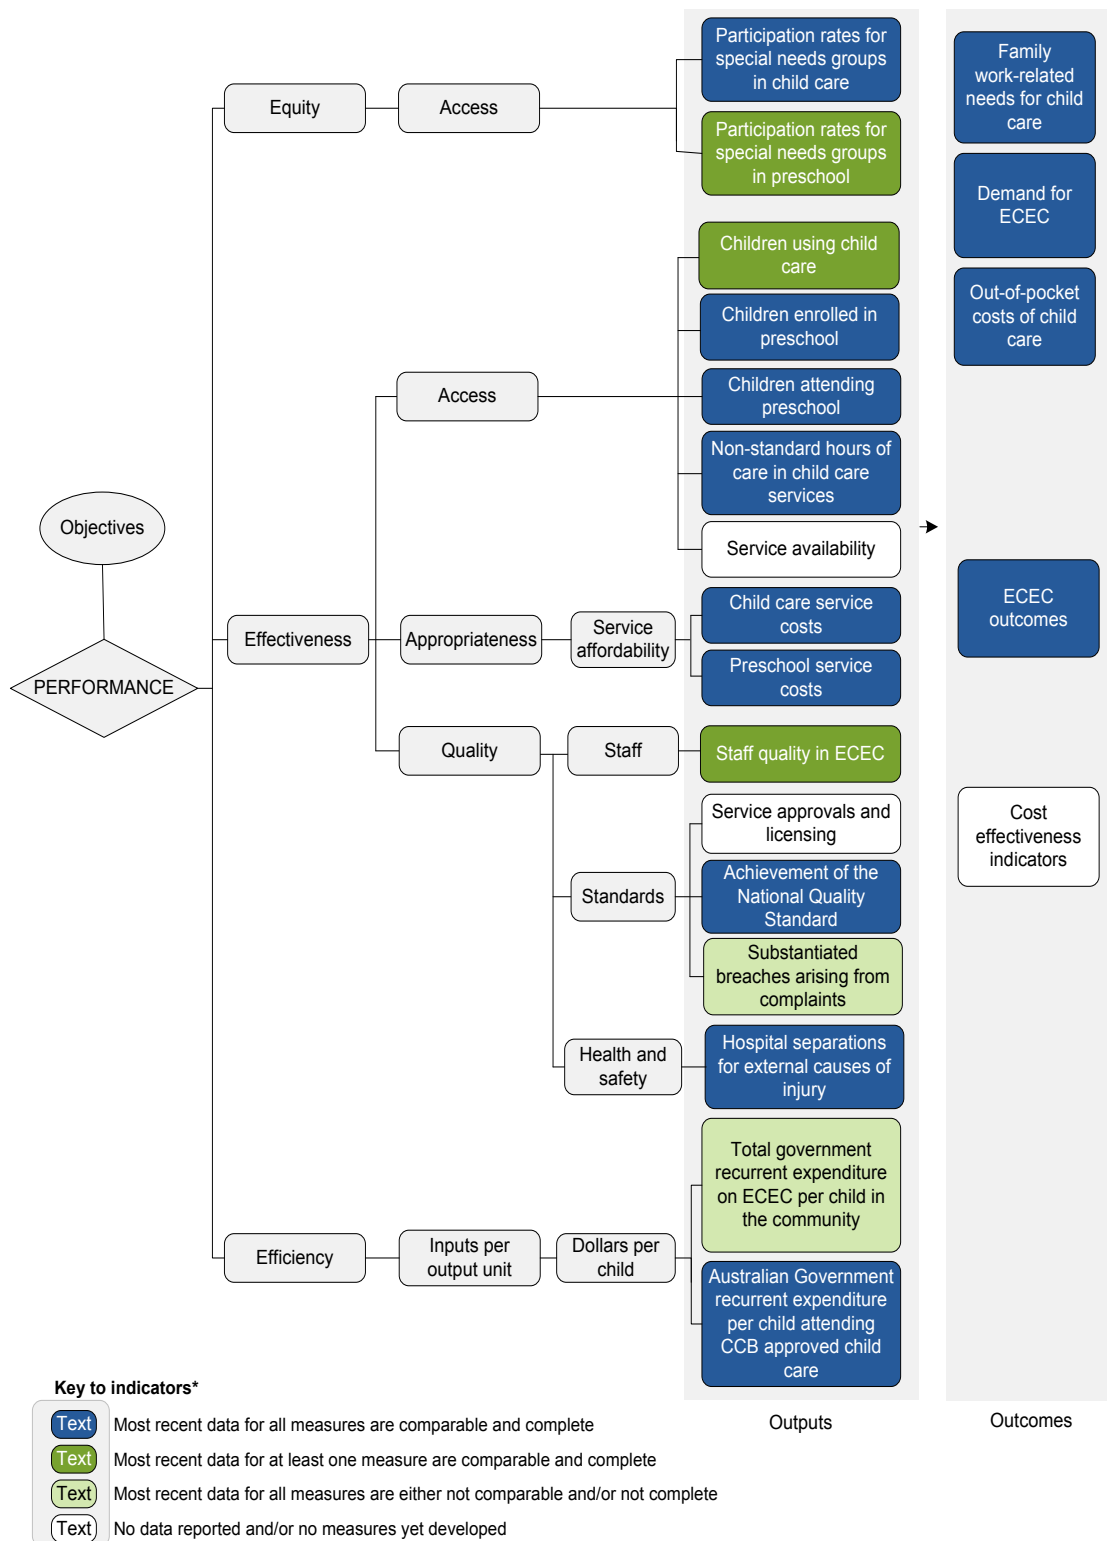 Objectives
PERFORMANCE
Equity
Access
Participation rates for
special needs groups
in child care
Participation rates for
special needs groups
in preschool
Effectiveness
Access
Children using child
care
Children enrolled in
preschool
Children attending
preschool
Non-standard hours of
care in child care
services
Service availability
Appropriateness
Service
affordability
Child care service
costs
Preschool service
costs
Quality
Staff
Staff quality in ECEC
Standards
Service approvals and
licensing
Achievement of the
National Quality
Standard
Substantiated
breaches arising from
complaints
Health and
safety
Hospital separations
for external causes of
injury
Efficiency
Inputs per
output unit
Dollars per
child
Total government
recurrent expenditure
on ECEC per child in
the community
Australian Government
recurrent expenditure
per child attending
CCB approved child
care
Outputs
Family
work-related
needs for child
care
Demand for
ECEC
Out-of-pocket
costs of child
care
ECEC
outcomes
Cost
effectiveness
indicators
Outcomes
Key to indicators*
Text Most recent data for all measures are comparable and complete
Text Most recent data for at least one measure are comparable and complete
Text Most recent data for all measures are either not comparable and/or not complete
Text No data reported and/or no measures yet developed